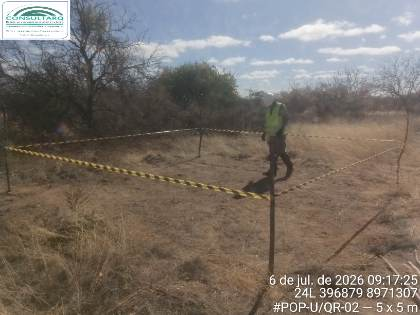 CONSULTARQ
6 de jul. de 2026 09:17:25
24L 396879 8971307
#POP-U/QR-02 – 5 x 5 m